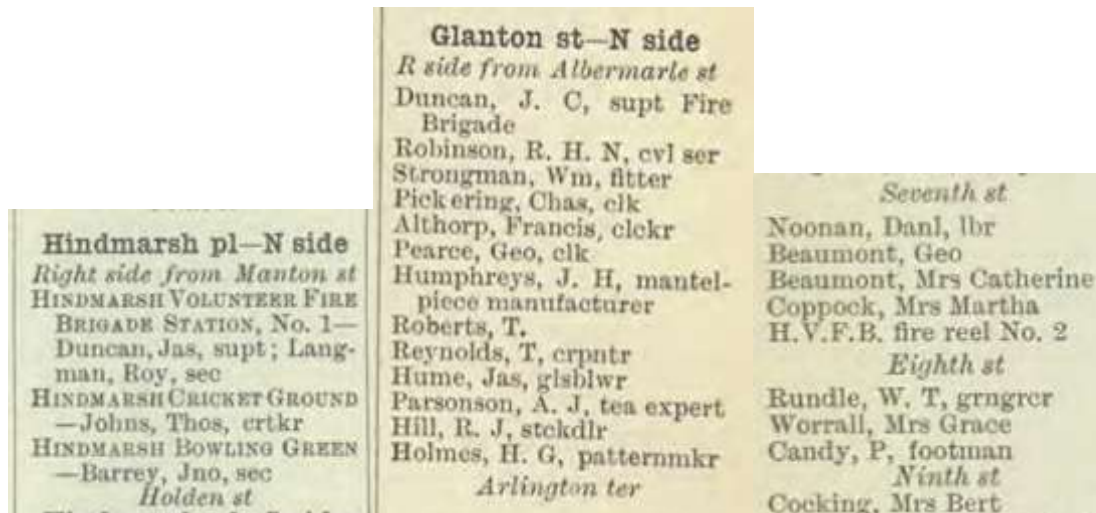 Hindmarsh pl—N side
Right side from Manton st
HINDMARSH VOLUNTEER FIRE
BRIGADE STATION, No. 1—
Duncan, Jas, supt; Lang-
man, Roy, sec
HINDMARSH CRICKET GROUND
—Johns, Thos, crtkr
HINDMARSH BOWLING GREEN
—Barrey, Jno, sec
Holden st
Glanton st—N side
R side from Albermarle st
Duncan, J. C, supt Fire
Brigade
Robinson, R. H. N, cvl ser
Strongman, Wm, fitter
Pickering, Chas, clk
Althorp, Francis, clckr
Pearce, Geo, clk
Humphreys, J. H, mantel-
piece manufacturer
Roberts, T.
Reynolds, T, crpntr
Hume, Jas, glsblwr
Parsonson, A. J, tea expert
Hill, R. J, stckdlr
Holmes, H. G, patternmkr
Arlington ter
Seventh st
Noonan, Danl, lbr
Beaumont, Geo
Beaumont, Mrs Catherine
Coppock, Mrs Martha
H.V.F.B. fire reel No. 2
Eighth st
Rundle, W. T, grngrcr
Worrall, Mrs Grace
Candy, P, footman
Ninth st
Cocking, Mrs Bert